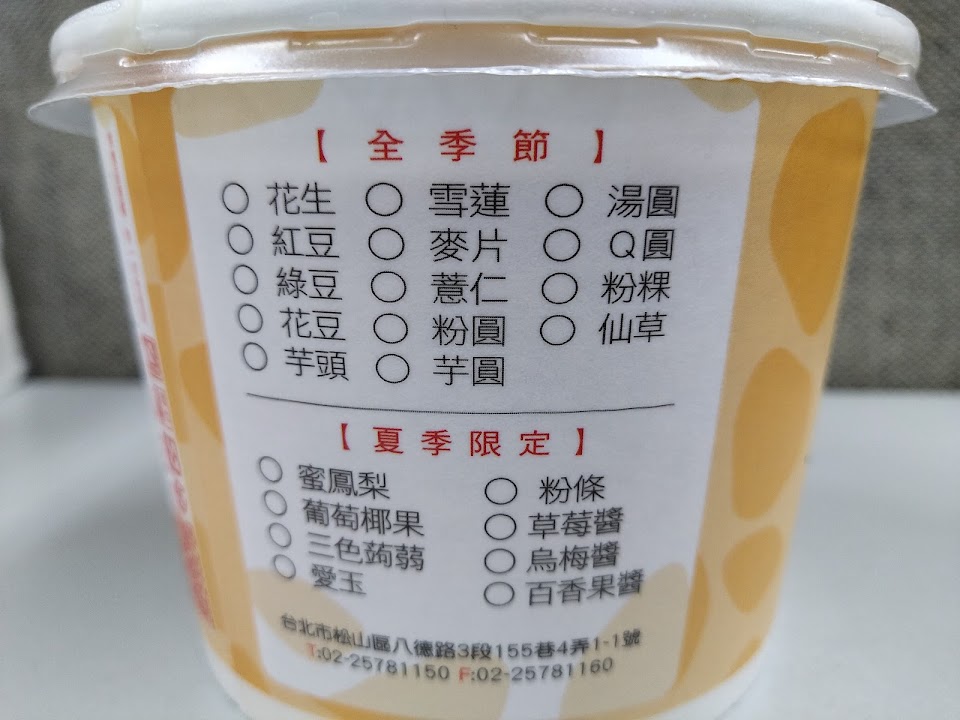 【全季節】
○ 花生 ○ 雪蓮 ○ 湯圓
○ 紅豆 ○ 麥片 ○ Q圓
○ 綠豆 ○ 薏仁 ○ 粉粿
○ 花豆 ○ 粉圓 ○ 仙草
○ 芋頭 ○ 芋圓
【夏季限定】
○ 蜜鳳梨 ○ 粉條
○ 葡萄椰果 ○ 草莓醬
○ 三色蒟蒻 ○ 烏梅醬
○ 愛玉 ○ 百香果醬
台北市松山區八德路3段155巷4弄1-1號
T:02-25781150 F:02-25781160